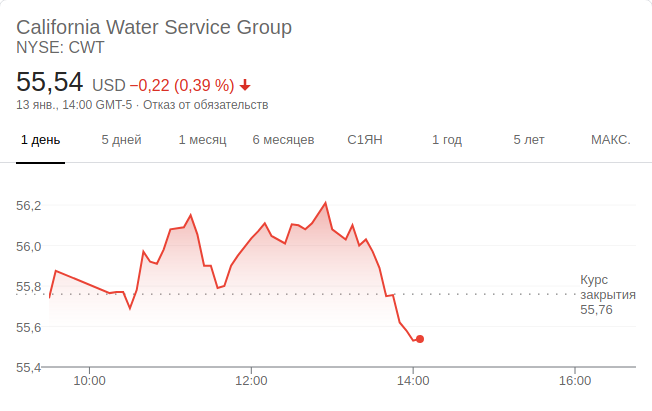 California Water Service Group
NYSE: CWT
55,54 USD −0,22 (0,39 %)
13 янв., 14:00 GMT-5 · Отказ от обязательств
1 день 5 дней 1 месяц 6 месяцев С1ЯН 1 год 5 лет МАКС.
56,2
56,0
55,8
55,6
55,4
Курс
закрытия
55,76
10:00 12:00 14:00 16:00